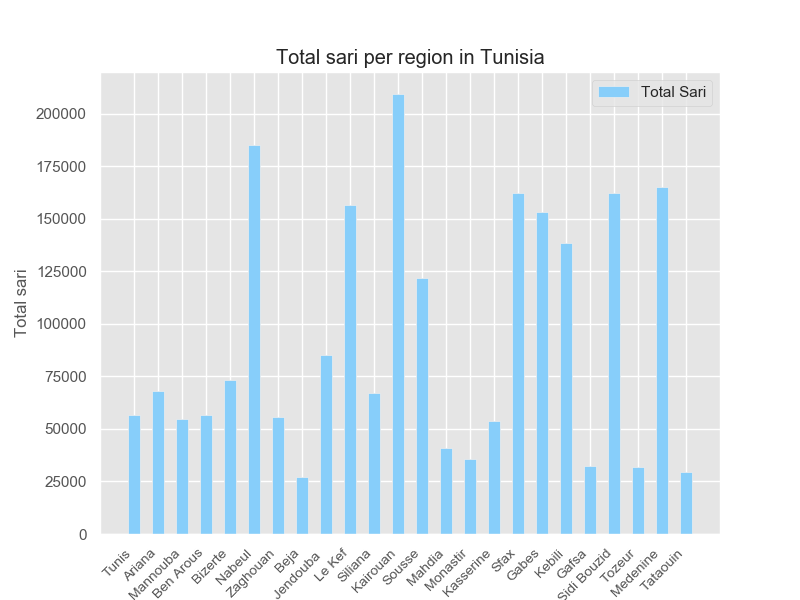 Total sari per region in Tunisia
Total Sari
Total sari
200000
175000
150000
125000
100000
75000
50000
25000
0
Tunis
Ariana
Mannouba
Ben Arous
Bizerte
Nabeul
Zaghouan
Beja
Jendouba
Le Kef
Siliana
Kairouan
Sousse
Mahdia
Monastir
Kasserine
Sfax
Gabes
Kebili
Gafsa
Sidi Bouzid
Tozeur
Medenine
Tataouin